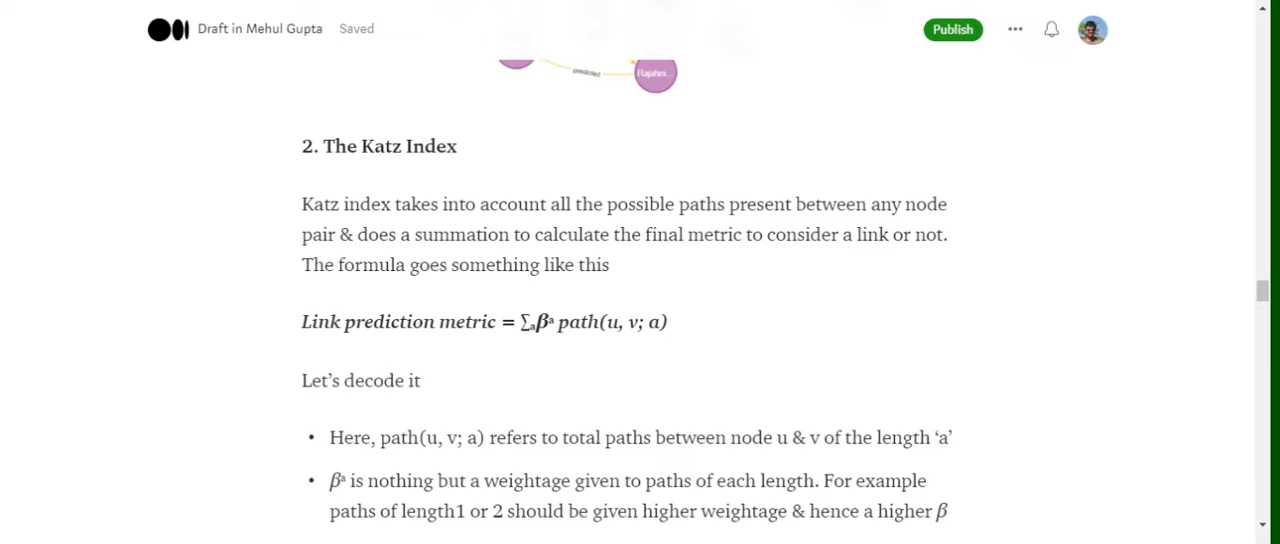 Draft in Mehul Gupta Saved
Publish
predicted
Rajahm...
2. The Katz Index
Katz index takes into account all the possible paths present between any node
pair & does a summation to calculate the final metric to consider a link or not.
The formula goes something like this
Link prediction metric = ∑ₐβᵃ path(u, v; a)
Let’s decode it
• Here, path(u, v; a) refers to total paths between node u & v of the length ‘a’
• βᵃ is nothing but a weightage given to paths of each length. For example
paths of length1 or 2 should be given higher weightage & hence a higher β